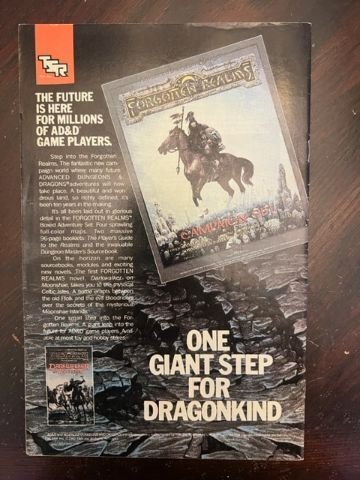 TSR
THE FUTURE
IS HERE
FOR MILLIONS
OF AD&D®
GAME PLAYERS.
Step into the Forgotten
Realms. The fantastic new cam-
paign world where many future
ADVANCED DUNGEONS &
DRAGONS® adventures will now
take place. A beautiful and won-
drous land, so richly defined, it's
been ten years in the making.
It's all been laid out in glorious
detail in the FORGOTTEN REALMS™
Boxed Adventure Set. Four sprawling
full-color maps. Two massive
96-page booklets: The Player's Guide
to the Realms and the invaluable
Dungeon Master's Sourcebook.
On the horizon are many
sourcebooks, modules and exciting
new novels. The first FORGOTTEN
REALMS novel, Darkwalker on
Moonshae, takes you to the mystical
Celtic Isles. A battle erupts between
the old Ffolk and the evil Bloodriders
over the secrets of the mysterious
Moonshae Islands.
One small step into the For-
gotten Realms. A giant leap into the
future for AD&D game players. Avail-
able at most toy and hobby stores.
FORGOTTEN REALMS
CAMPAIGN SET
DARKWALKER
ONE
GIANT STEP
FOR
DRAGONKIND